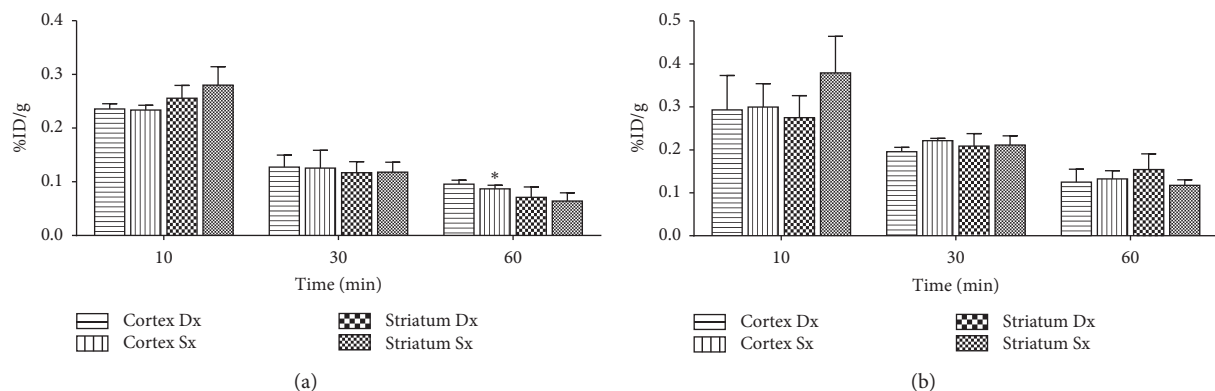 0.4
0.3
0.2
0.1
0.0
%ID/g
*
10
30
60
Time (min)
Cortex Dx
Cortex Sx
Striatum Dx
Striatum Sx
(a)
0.5
0.4
0.3
0.2
0.1
0.0
%ID/g
10
30
60
Time (min)
Cortex Dx
Cortex Sx
Striatum Dx
Striatum Sx
(b)